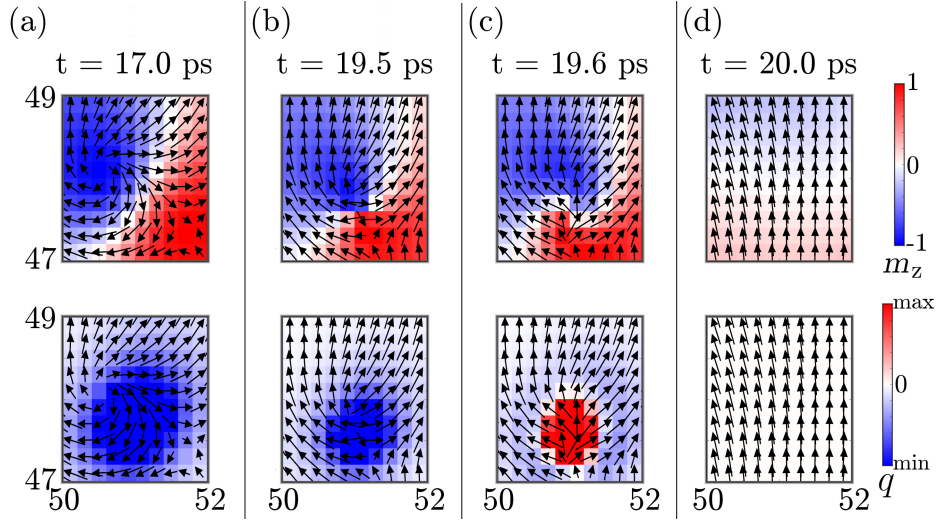 (a) (b) (c) (d)
t = 17.0 ps t = 19.5 ps t = 19.6 ps t = 20.0 ps
49
47
1
0
-1
m_z
49
47
50 52 50 52 50 52 50 52
max
0
min
q